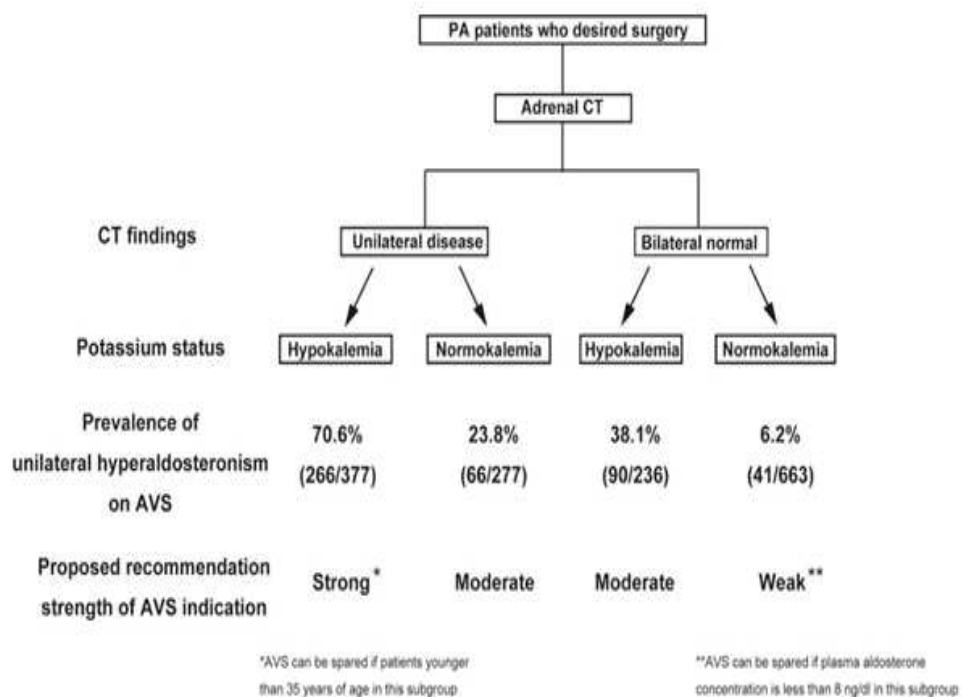 PA patients who desired surgery
Adrenal CT
CT findings
Unilateral disease
Bilateral normal
Potassium status
Hypokalemia
Normokalemia
Hypokalemia
Normokalemia
Prevalence of
unilateral hyperaldosteronism
on AVS
70.6%
(266/377)
23.8%
(66/277)
38.1%
(90/236)
6.2%
(41/663)
Proposed recommendation
strength of AVS indication
Strong*
Moderate
Moderate
Weak**
*AVS can be spared if patients younger
than 35 years of age in this subgroup
**AVS can be spared if plasma aldosterone
concentration is less than 8 ng/dl in this subgroup